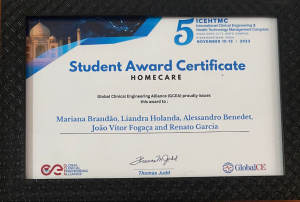 5 ICEHTMC
International Clinical Engineering &
Health Technology Management Congress
NOVEMBER 10-12 | 2023
Student Award Certificate
HOMECARE
Global Clinical Engineering Alliance (GCEA) proudly issues
this award to :
Mariana Brandão, Liandra Holanda, Alessandro Benedet,
João Vitor Fogaça and Renato Garcia
Thomas Judd
GLOBAL
CLINICAL
ENGINEERING
ALLIANCE
GlobalCE